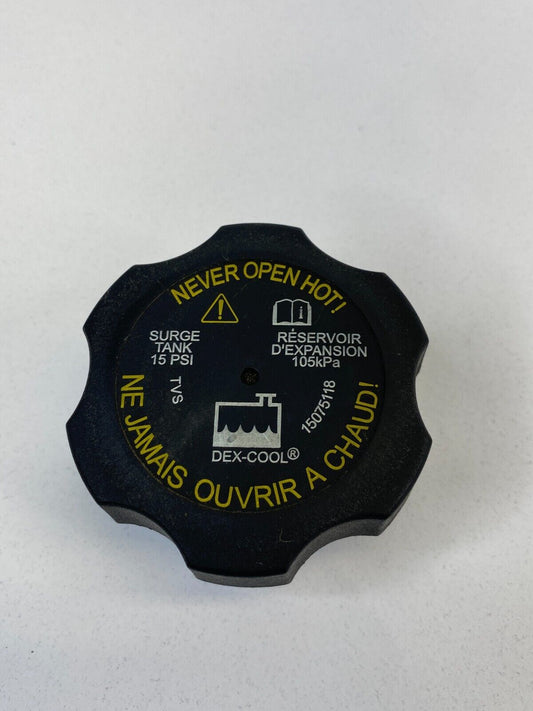 NEVER OPEN HOT!
SURGE
TANK
15 PSI
RÉSERVOIR
D'EXPANSION
105kPa
TVS
15075118
DEX-COOL®
NE JAMAIS OUVRIR A CHAUD!